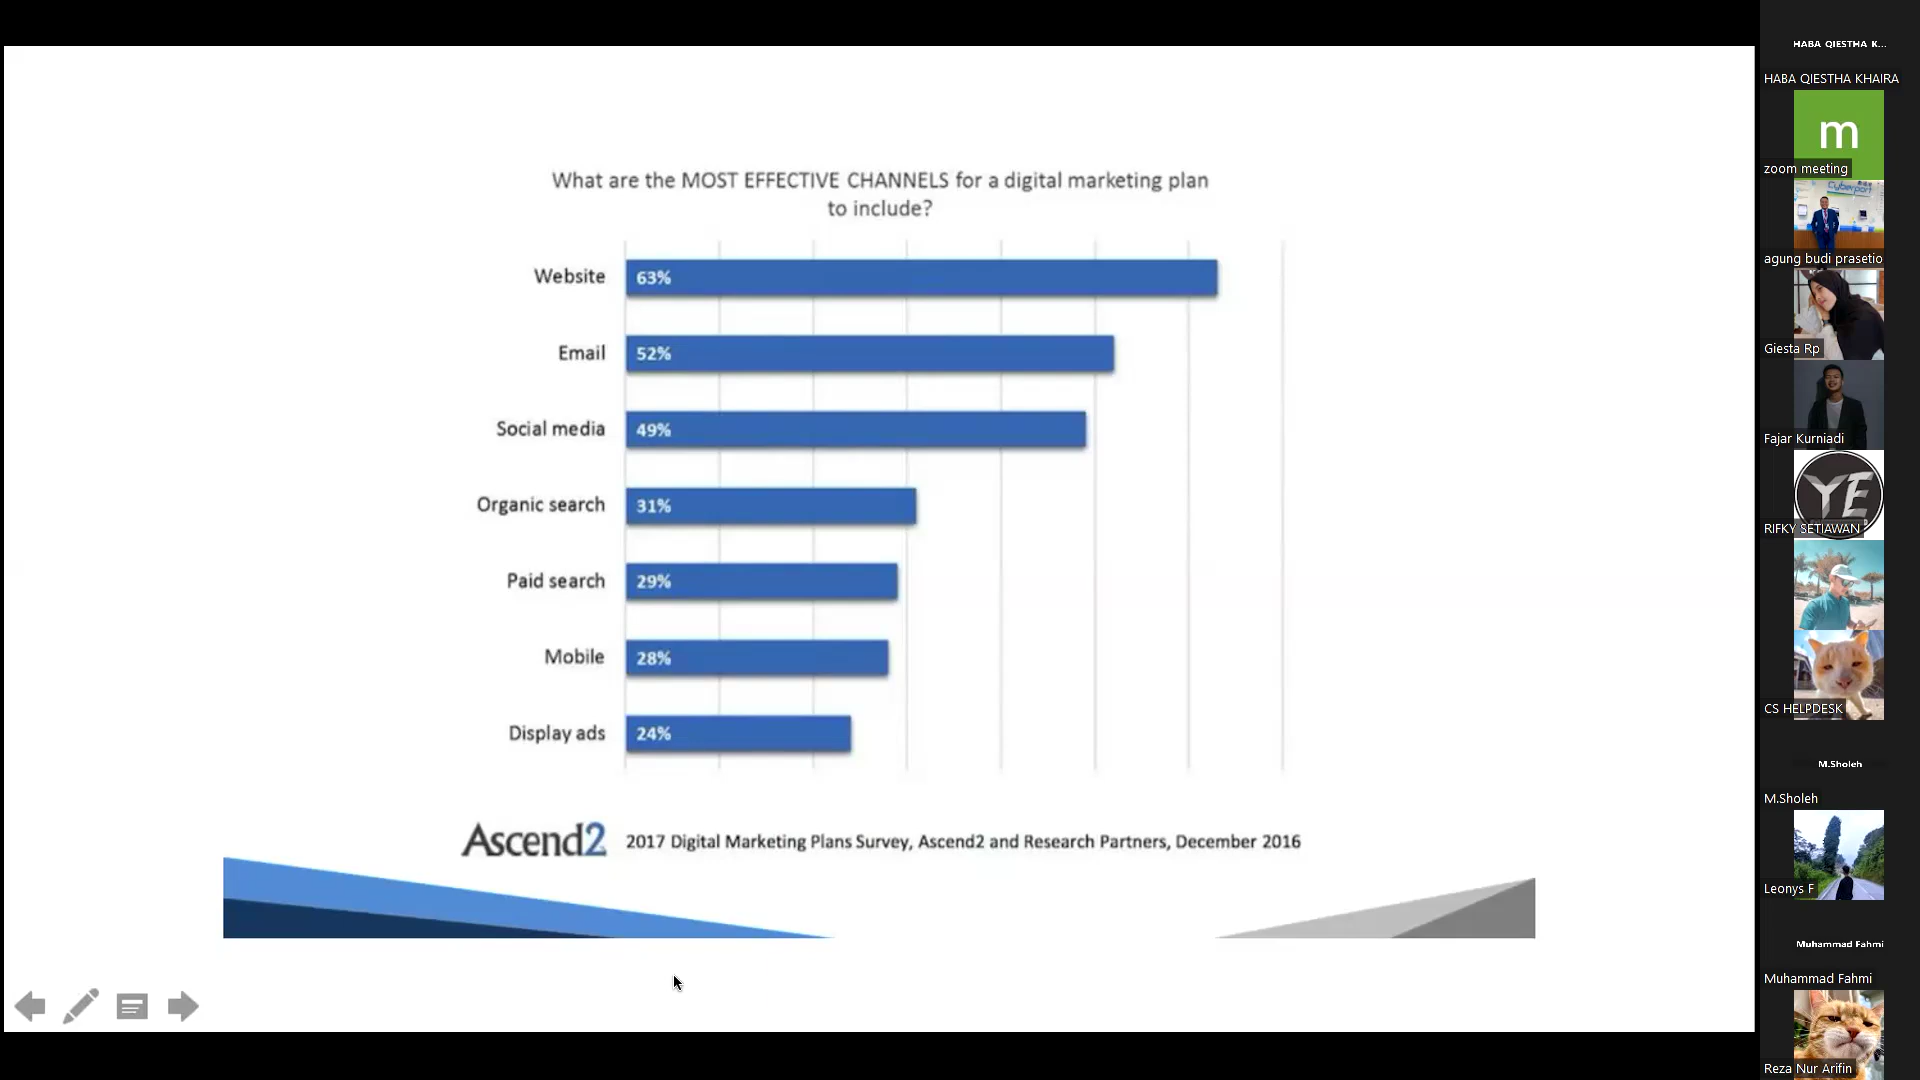 What are the MOST EFFECTIVE CHANNELS for a digital marketing plan
to include?
Website
63%
Email
52%
Social media
49%
Organic search
31%
Paid search
29%
Mobile
28%
Display ads
24%
Ascend2
2017 Digital Marketing Plans Survey, Ascend2 and Research Partners, December 2016
HABA QIESTHA K...
HABA QIESTHA KHAIRA
m
zoom meeting
Cyberport
agung budi prasetio
Giesta Rp
Fajar Kurniadi
YE
RIFKY SETIAWAN
CS HELPDESK
M.Sholeh
M.Sholeh
Leonys F
Muhammad Fahmi
Muhammad Fahmi
Reza Nur Arifin